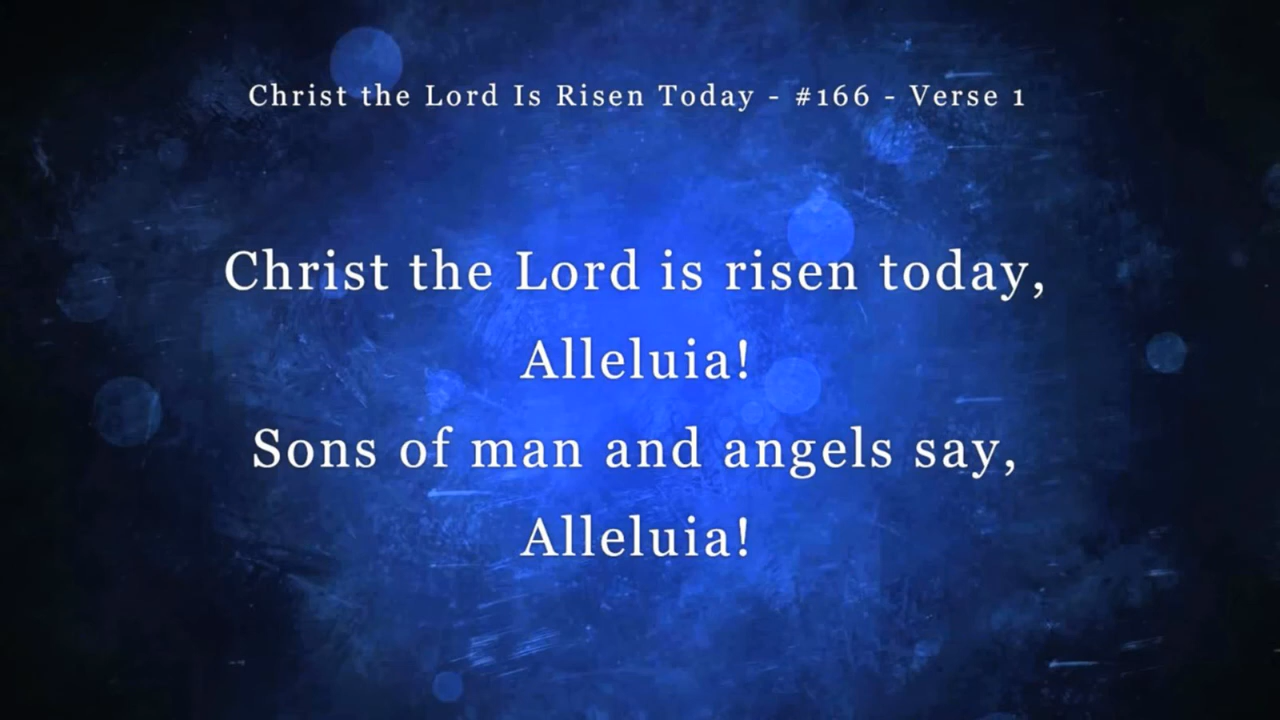 Christ the Lord Is Risen Today - #166 - Verse 1
Christ the Lord is risen today,
Alleluia!
Sons of man and angels say,
Alleluia!